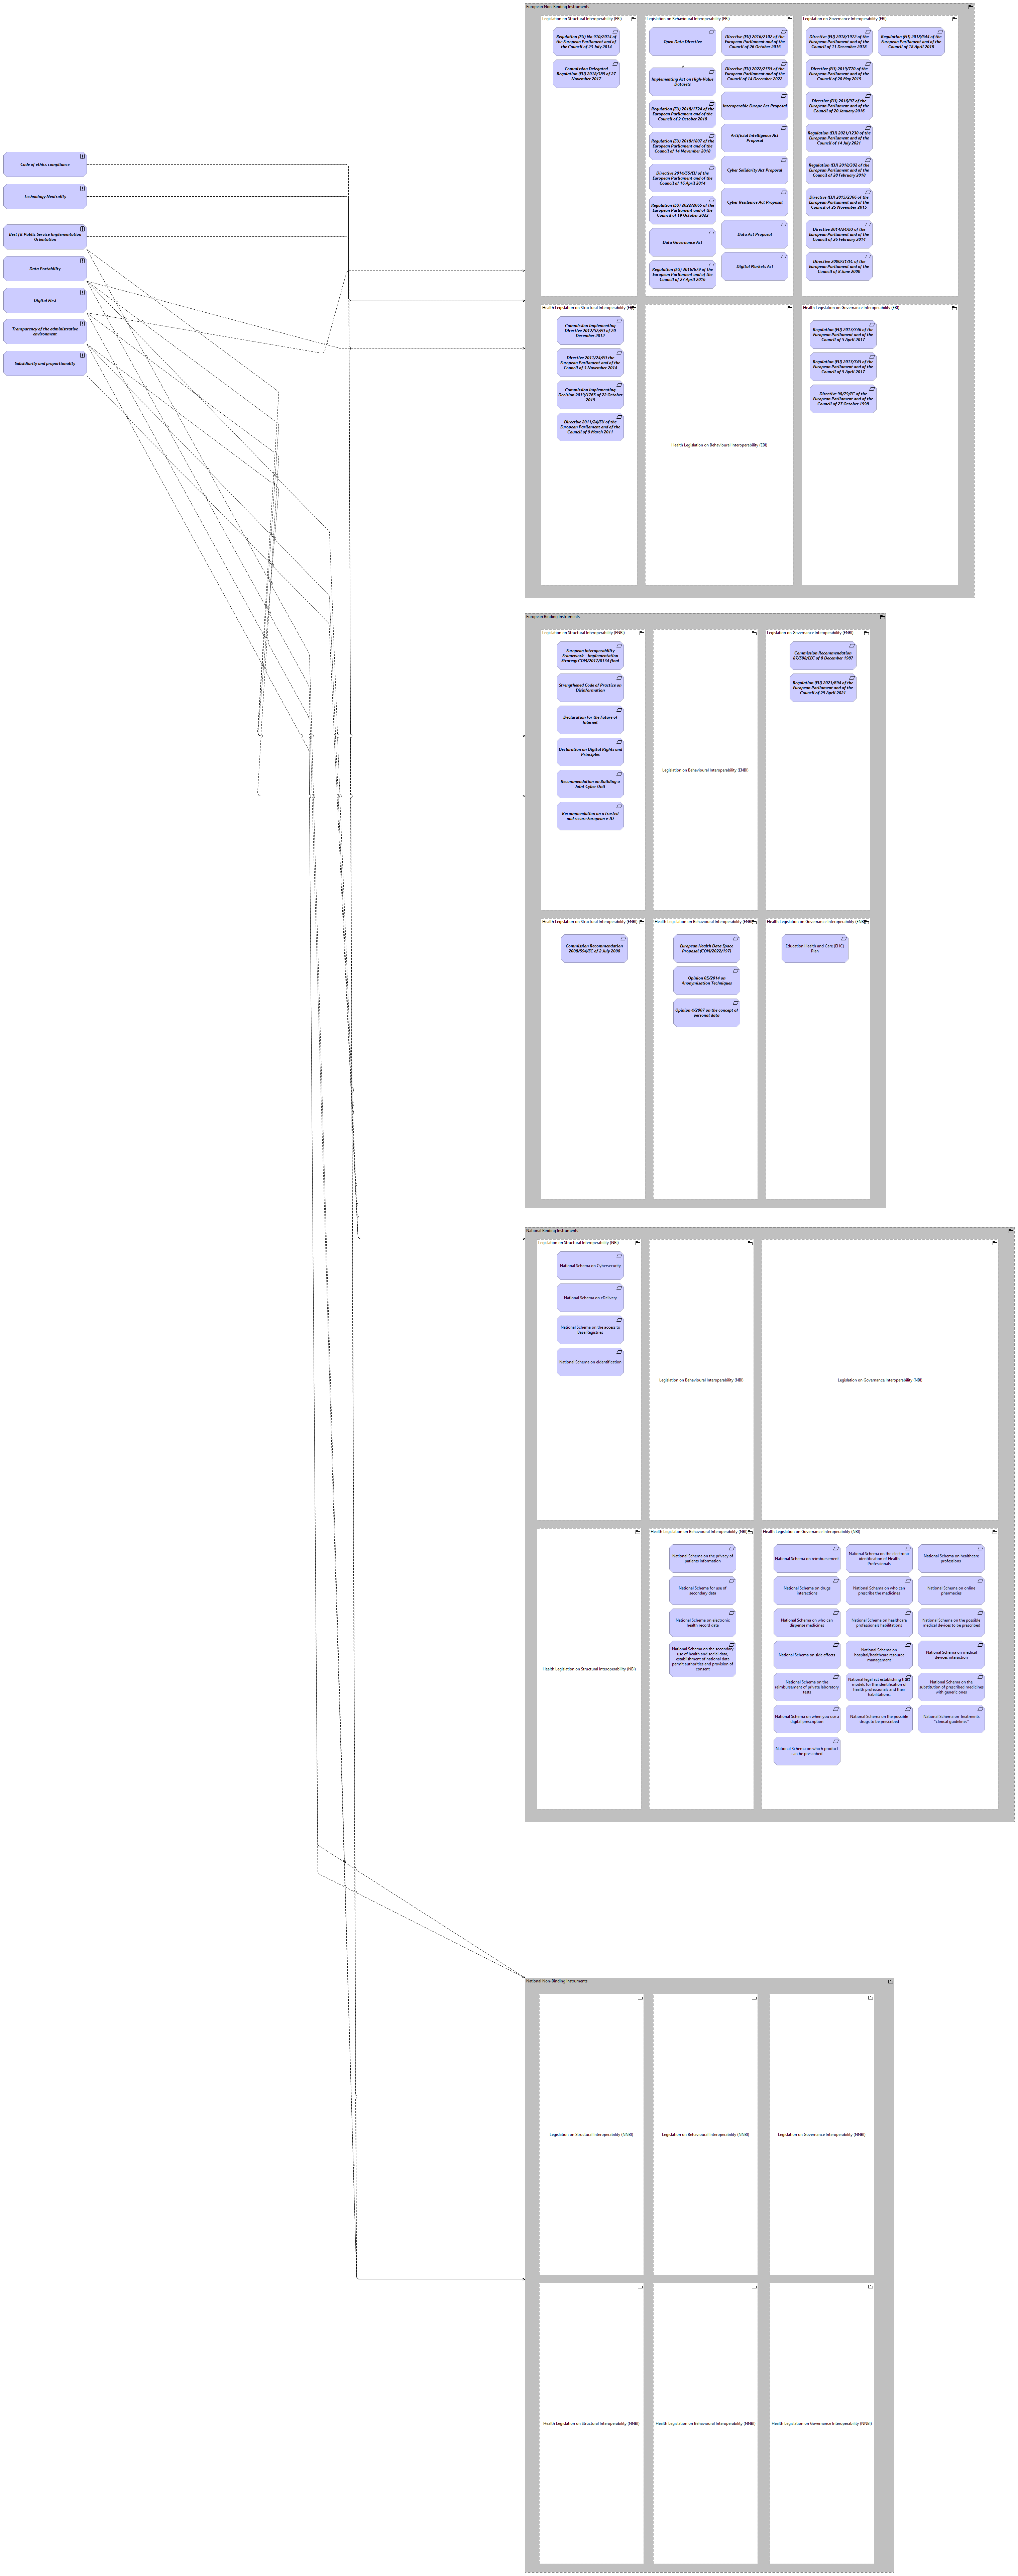 European Non-Binding Instruments
Legislation on Structural Interoperability (EBI)
Regulation (EU) No 910/2014 of
the European Parliament and of
the Council of 23 July 2014
Commission Delegated
Regulation (EU) 2018/389 of 27
November 2017
Legislation on Behavioural Interoperability (EBI)
Open Data Directive
Implementing Act on High-Value
Datasets
Regulation (EU) 2018/1724 of the
European Parliament and of the
Council of 2 October 2018
Regulation (EU) 2018/1807 of the
European Parliament and of the
Council of 14 November 2018
Directive 2014/55/EU of the
European Parliament and of the
Council of 16 April 2014
Regulation (EU) 2022/2065 of the
European Parliament and of the
Council of 19 October 2022
Data Governance Act
Regulation (EU) 2016/679 of the
European Parliament and of the
Council of 27 April 2016
Directive (EU) 2016/2102 of the
European Parliament and of the
Council of 26 October 2016
Directive (EU) 2022/2555 of the
European Parliament and of the
Council of 14 December 2022
Interoperable Europe Act Proposal
Artificial Intelligence Act
Proposal
Cyber Solidarity Act Proposal
Cyber Resilience Act Proposal
Data Act Proposal
Digital Markets Act
Legislation on Governance Interoperability (EBI)
Directive (EU) 2018/1972 of the
European Parliament and of the
Council of 11 December 2018
Directive (EU) 2019/770 of the
European Parliament and of the
Council of 20 May 2019
Directive (EU) 2016/97 of the
European Parliament and of the
Council of 20 January 2016
Regulation (EU) 2021/1230 of the
European Parliament and of the
Council of 14 July 2021
Regulation (EU) 2018/302 of the
European Parliament and of the
Council of 28 February 2018
Directive (EU) 2015/2366 of the
European Parliament and of the
Council of 25 November 2015
Directive 2014/24/EU of the
European Parliament and of the
Council of 26 February 2014
Directive 2000/31/EC of the
European Parliament and of the
Council of 8 June 2000
Regulation (EU) 2018/644 of the
European Parliament and of the
Council of 18 April 2018
Code of ethics compliance
Technology Neutrality
Best fit Public Service Implementation
Orientation
Data Portability
Digital First
Transparency of the administrative
environment
Subsidiarity and proportionality
Health Legislation on Structural Interoperability (EBI)
Commission Implementing
Directive 2012/52/EU of 20
December 2012
Directive 2011/24/EU the
European Parliament and of the
Council of 3 November 2014
Commission Implementing
Decision 2019/1765 of 22 October
2019
Directive 2011/24/EU of the
European Parliament and of the
Council of 9 March 2011
Health Legislation on Behavioural Interoperability (EBI)
Health Legislation on Governance Interoperability (EBI)
Regulation (EU) 2017/746 of the
European Parliament and of the
Council of 5 April 2017
Regulation (EU) 2017/745 of the
European Parliament and of the
Council of 5 April 2017
Directive 98/79/EC of the
European Parliament and of the
Council of 27 October 1998
European Binding Instruments
Legislation on Structural Interoperability (ENBI)
European Interoperability
Framework - Implementation
Strategy COM/2017/0134 final
Strengthened Code of Practice on
Disinformation
Declaration for the Future of
Internet
Declaration on Digital Rights and
Principles
Recommendation on Building a
Joint Cyber Unit
Recommendation on a trusted
and secure European e-ID
Legislation on Behavioural Interoperability (ENBI)
Legislation on Governance Interoperability (ENBI)
Commission Recommendation
87/598/EEC of 8 December 1987
Regulation (EU) 2021/694 of the
European Parliament and of the
Council of 29 April 2021
Health Legislation on Structural Interoperability (ENBI)
Commission Recommendation
2008/594/EC of 2 July 2008
Health Legislation on Behavioural Interoperability (ENBI)
European Health Data Space
Proposal (COM/2022/197)
Opinion 05/2014 on
Anonymisation Techniques
Opinion 4/2007 on the concept of
personal data
Health Legislation on Governance Interoperability (ENBI)
Education Health and Care (EHC)
Plan
National Binding Instruments
Legislation on Structural Interoperability (NBI)
National Schema on Cybersecurity
National Schema on eDelivery
National Schema on the access to
Base Registries
National Schema on eIdentification
Legislation on Behavioural Interoperability (NBI)
Legislation on Governance Interoperability (NBI)
Health Legislation on Structural Interoperability (NBI)
Health Legislation on Behavioural Interoperability (NBI)
National Schema on the privacy of
patients information
National Schema for use of
secondary data
National Schema on electronic
health record data
National Schema on the secondary
use of health and social data,
establishment of national data
permit authorities and provision of
consent
Health Legislation on Governance Interoperability (NBI)
National Schema on reimbursement
National Schema on the electronic
identification of Health
Professionals
National Schema on healthcare
professions
National Schema on drugs
interactions
National Schema on who can
prescribe the medicines
National Schema on online
pharmacies
National Schema on who can
dispense medicines
National Schema on healthcare
professionals habilitations
National Schema on the possible
medical devices to be prescribed
National Schema on side effects
National Schema on
hospital/healthcare resource
management
National Schema on medical
devices interaction
National Schema on the
reimbursement of private laboratory
tests
National legal act establishing trust
models for the identification of
health professionals and their
habilitations.
National Schema on the
substitution of prescribed medicines
with generic ones
National Schema on when you use a
digital prescription
National Schema on the possible
drugs to be prescribed
National Schema on Treatments
"clinical guidelines"
National Schema on which product
can be prescribed
National Non-Binding Instruments
Legislation on Structural Interoperability (NNBI)
Legislation on Behavioural Interoperability (NNBI)
Legislation on Governance Interoperability (NNBI)
Health Legislation on Structural Interoperability (NNBI)
Health Legislation on Behavioural Interoperability (NNBI)
Health Legislation on Governance Interoperability (NNBI)